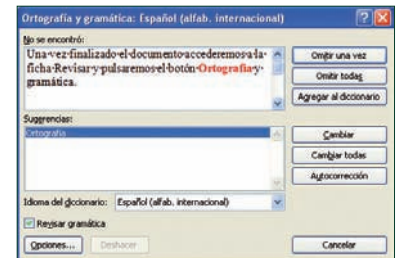 Ortografía y gramática: Español (alfab. internacional)
No se encontró:
Una vez finalizado el documento accederemos a la
ficha Revisar y pulsaremos el botón Ortografia y
gramática.
Omitir una vez
Omitir todas
Agregar al diccionario
Sugerencias:
Ortografía
Cambiar
Cambiar todas
Autocorrección
Idioma del diccionario: Español (alfab. internacional)
Revisar gramática
Opciones...
Deshacer
Cancelar